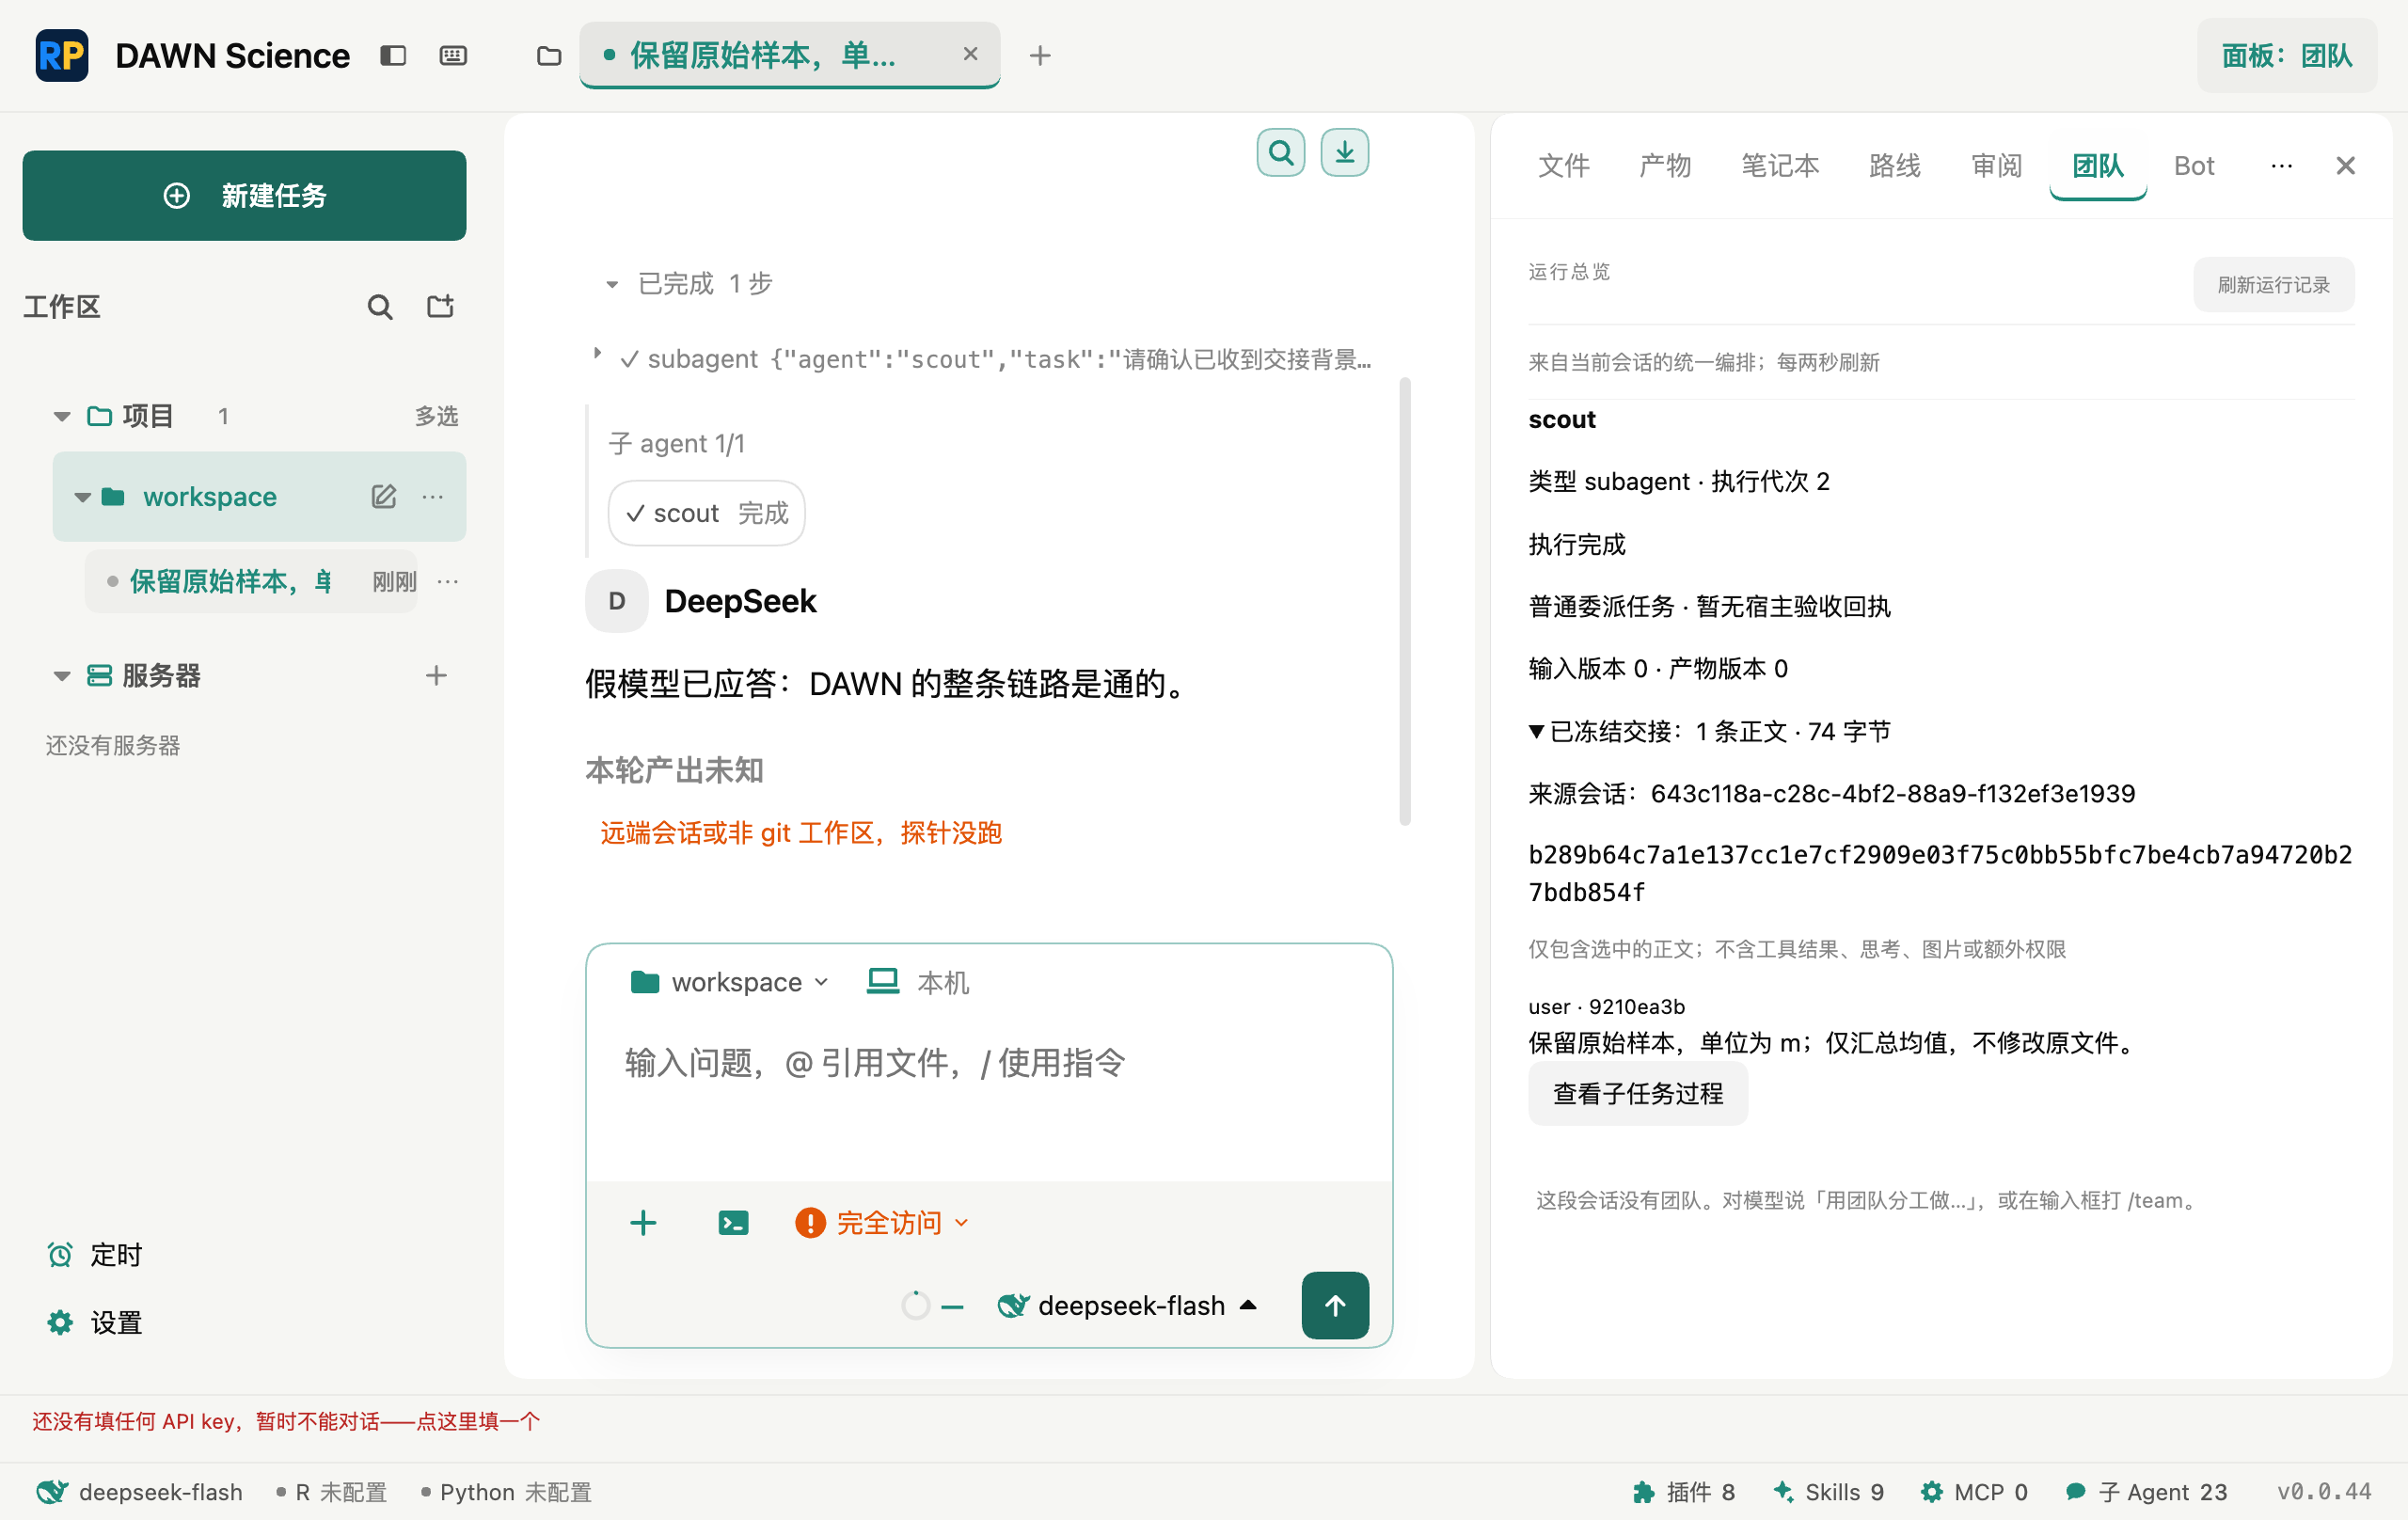 RP DAWN Science
保留原始样本，单...
面板：团队
新建任务
工作区
项目 1 多选
workspace
保留原始样本，单 刚刚
服务器
还没有服务器
定时
设置
已完成 1 步
subagent {"agent":"scout","task":"请确认已收到交接背景…
子 agent 1/1
scout 完成
D DeepSeek
假模型已应答：DAWN 的整条链路是通的。
本轮产出未知
远端会话或非 git 工作区，探针没跑
workspace 本机
输入问题，@ 引用文件，/ 使用指令
完全访问
deepseek-flash
文件 产物 笔记本 路线 审阅 团队 Bot
运行总览
刷新运行记录
来自当前会话的统一编排；每两秒刷新
scout
类型 subagent · 执行代次 2
执行完成
普通委派任务 · 暂无宿主验收回执
输入版本 0 · 产物版本 0
已冻结交接：1 条正文 · 74 字节
来源会话：643c118a-c28c-4bf2-88a9-f132ef3e1939
b289b64c7a1e137cc1e7cf2909e03f75c0bb55bfc7be4cb7a94720b2
7bdb854f
仅包含选中的正文；不含工具结果、思考、图片或额外权限
user · 9210ea3b
保留原始样本，单位为 m；仅汇总均值，不修改原文件。
查看子任务过程
这段会话没有团队。对模型说「用团队分工做…」，或在输入框打 /team。
还没有填任何 API key，暂时不能对话——点这里填一个
deepseek-flash R 未配置 Python 未配置
插件 8 Skills 9 MCP 0 子 Agent 23 v0.0.44